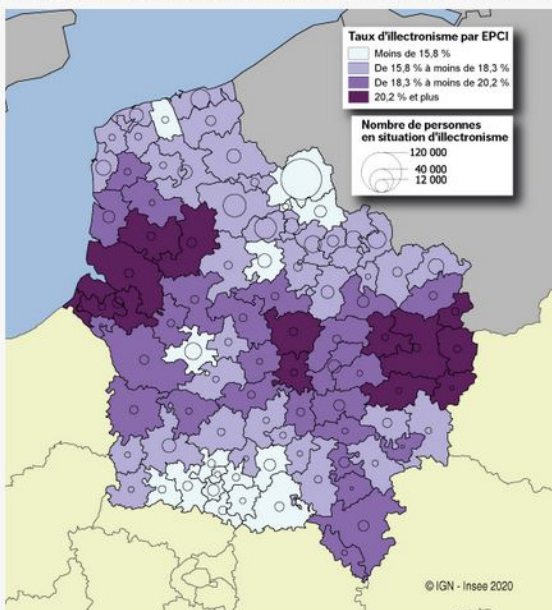 Taux d'illectronisme par EPCI
Moins de 15,8 %
De 15,8 % à moins de 18,3 %
De 18,3 % à moins de 20,2 %
20,2 % et plus
Nombre de personnes
en situation d'illectronisme
120 000
40 000
12 000
© IGN - Insee 2020